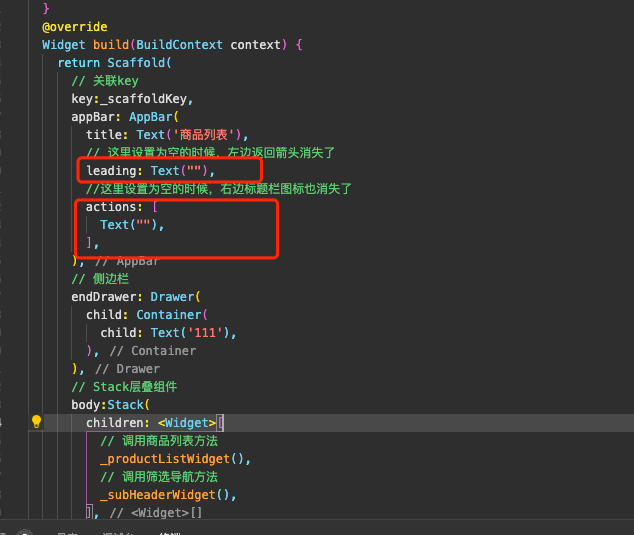 }
@override
Widget build(BuildContext context) {
return Scaffold(
// 关联key
key:_scaffoldKey,
appBar: AppBar(
title: Text('商品列表'),
// 这里设置为空的时候，左边返回箭头消失了
leading: Text(""),
//这里设置为空的时候，右边标题栏图标也消失了
actions: [
Text(""),
],
), // AppBar
// 侧边栏
endDrawer: Drawer(
child: Container(
child: Text('111'),
), // Container
), // Drawer
// Stack层叠组件
body:Stack(
children: <Widget>[
// 调用商品列表方法
_productListWidget(),
// 调用筛选导航方法
_subHeaderWidget(),
], // <Widget>[]